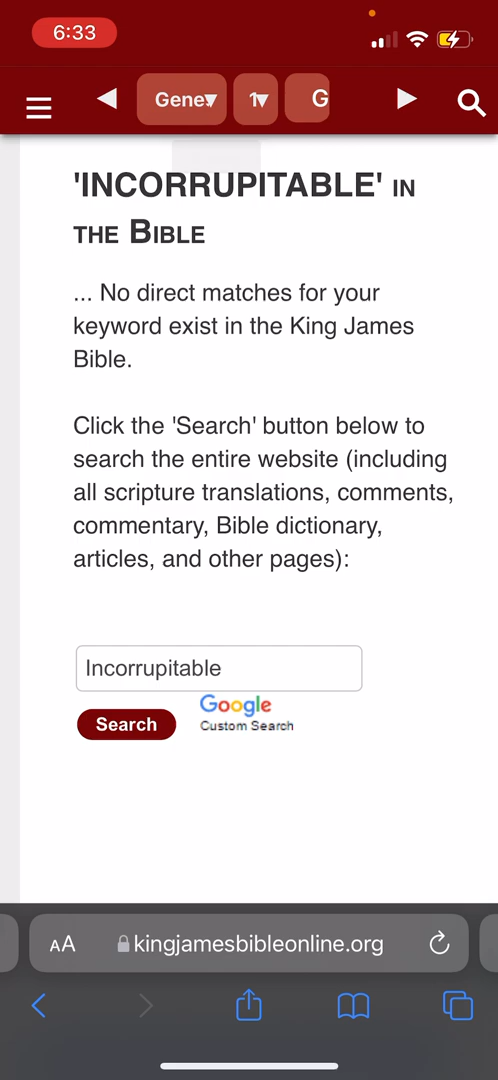 6:33
Gene
1
G
'INCORRUPITABLE' IN
THE BIBLE
... No direct matches for your
keyword exist in the King James
Bible.
Click the 'Search' button below to
search the entire website (including
all scripture translations, comments,
commentary, Bible dictionary,
articles, and other pages):
Incorrupitable
Search
Google
Custom Search
AA
kingjamesbibleonline.org